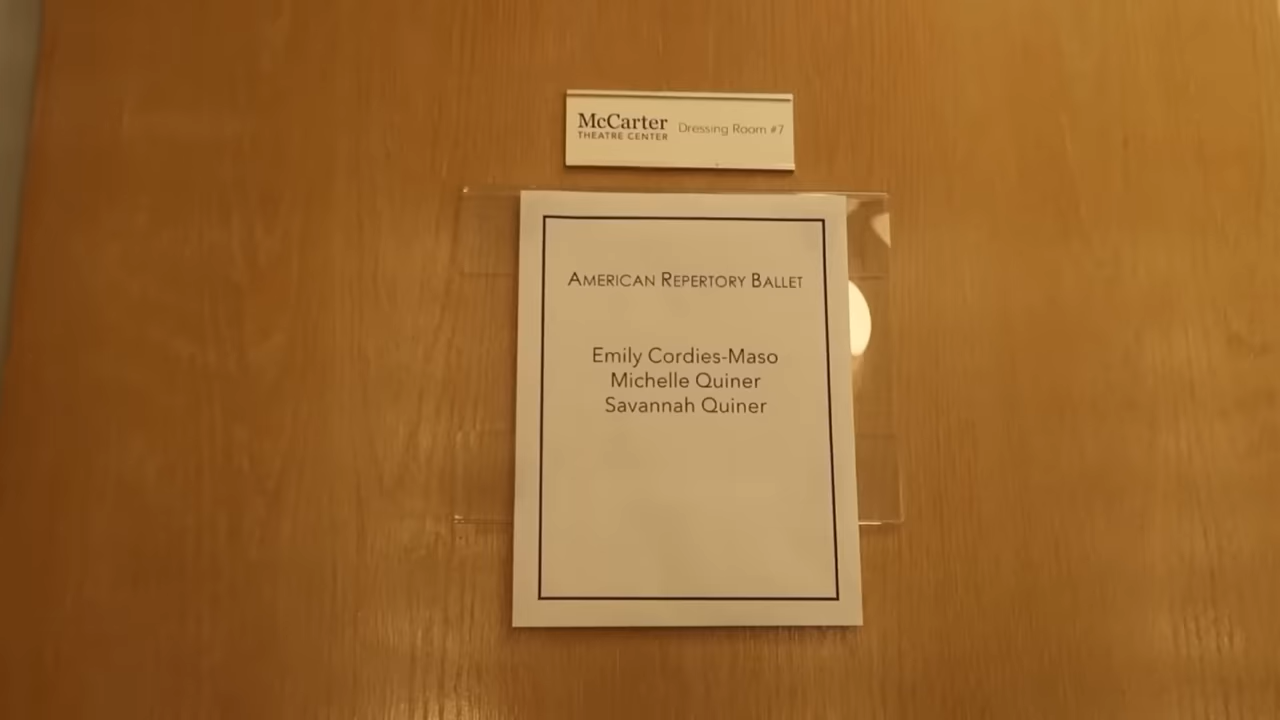 McCarter
THEATRE CENTER
Dressing Room #7
AMERICAN REPERTORY BALLET
Emily Cordies-Maso
Michelle Quiner
Savannah Quiner